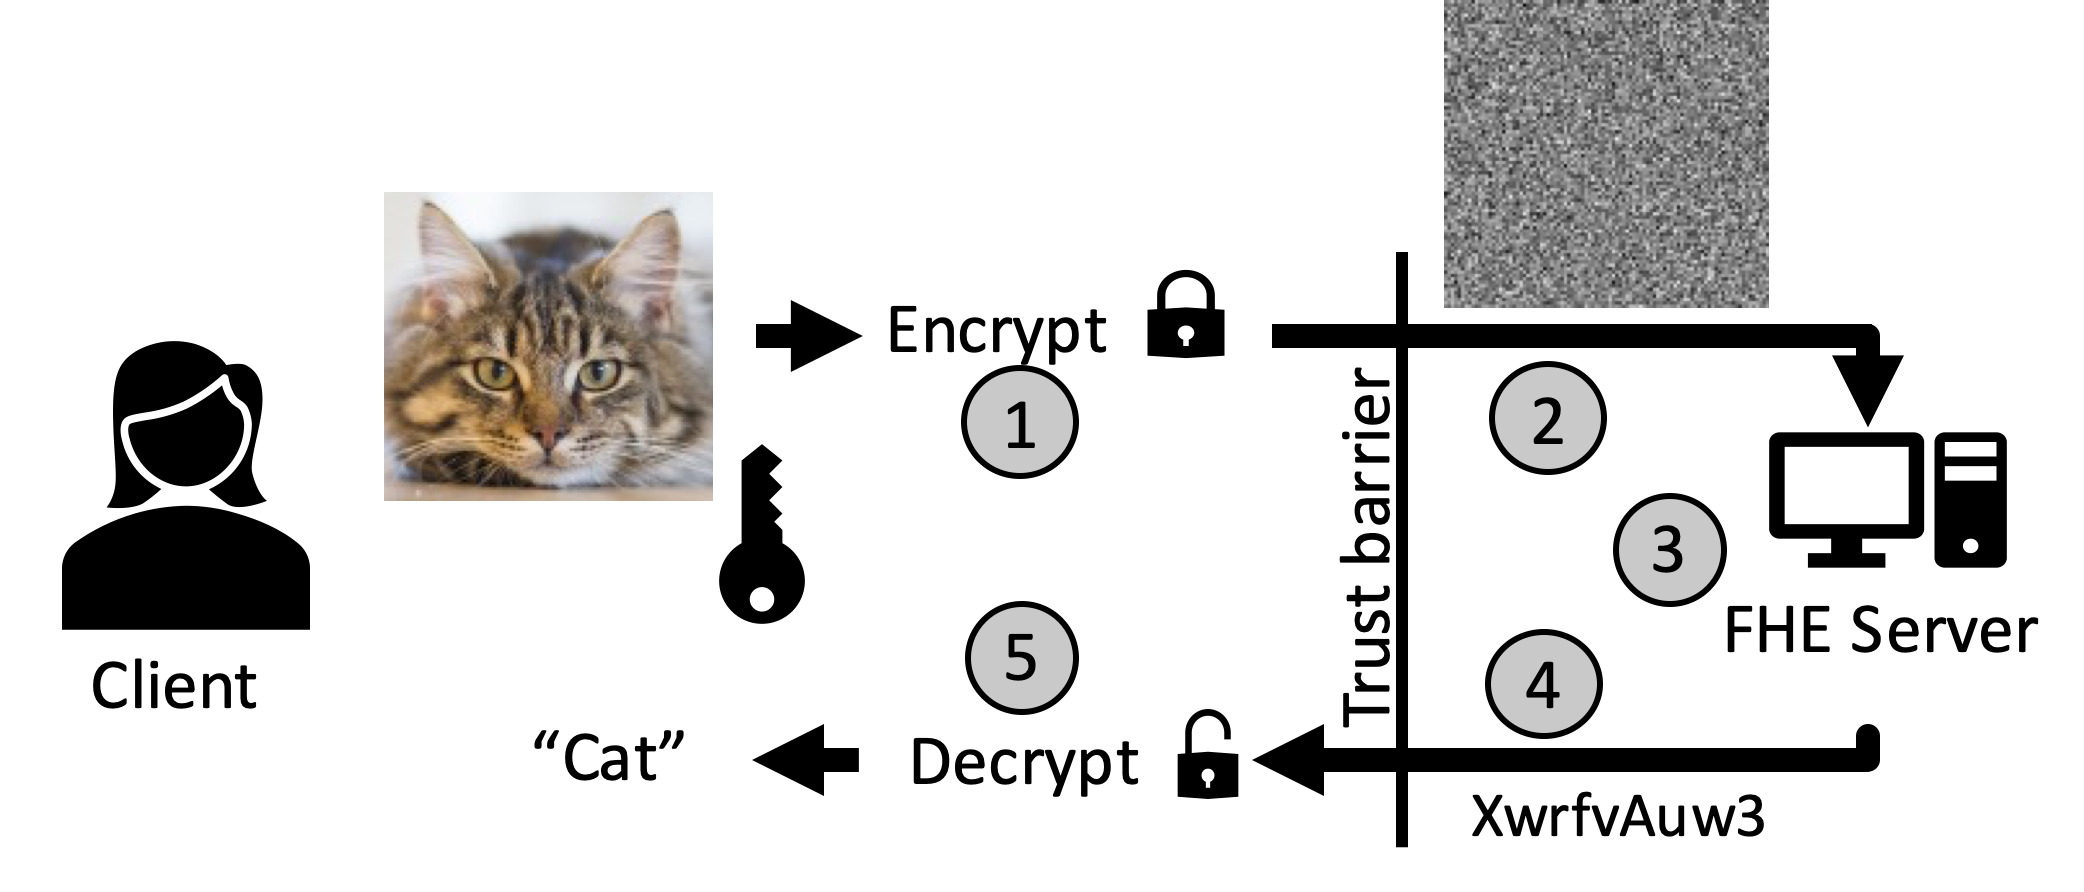 Encrypt
1
2
Trust barrier
3
FHE Server
Client
5
4
“Cat”
Decrypt
XwrfvAuw3